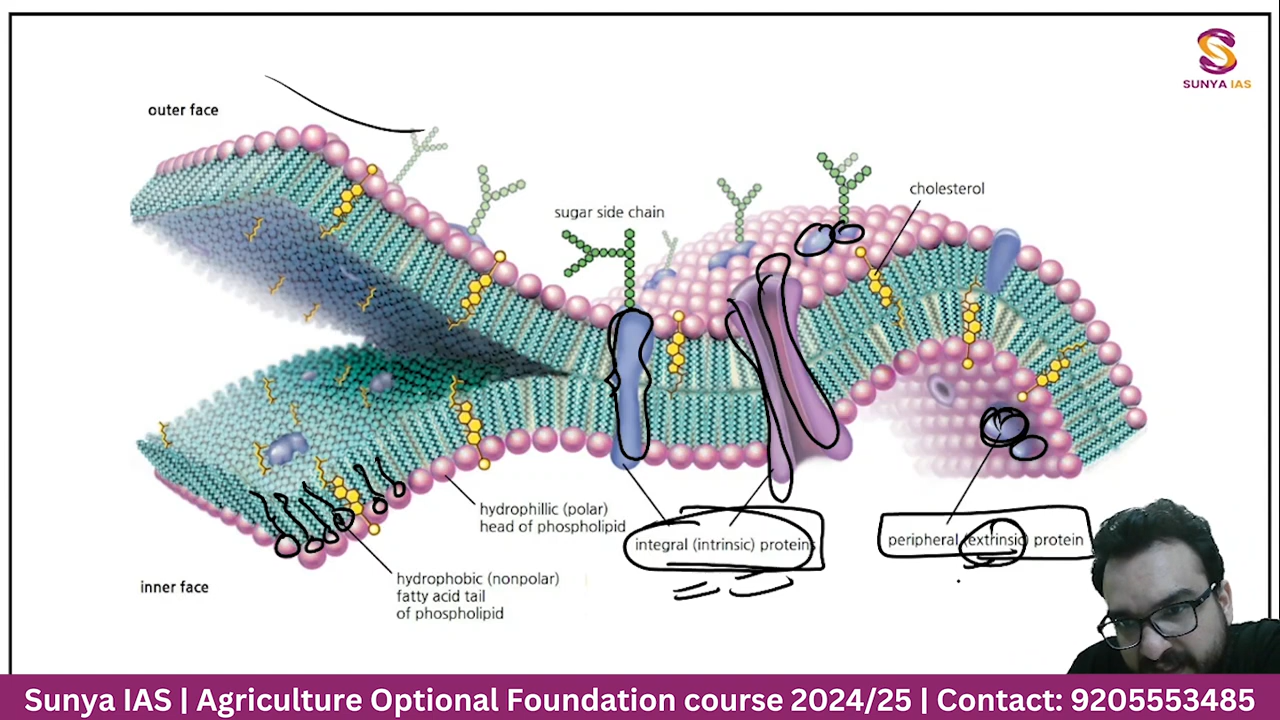 SUNYA IAS
outer face
cholesterol
sugar side chain
hydrophillic (polar)
head of phospholipid
integral (intrinsic) proteins
peripheral (extrinsic) protein
hydrophobic (nonpolar)
fatty acid tail
of phospholipid
inner face
Sunya IAS | Agriculture Optional Foundation course 2024/25 | Contact: 9205553485